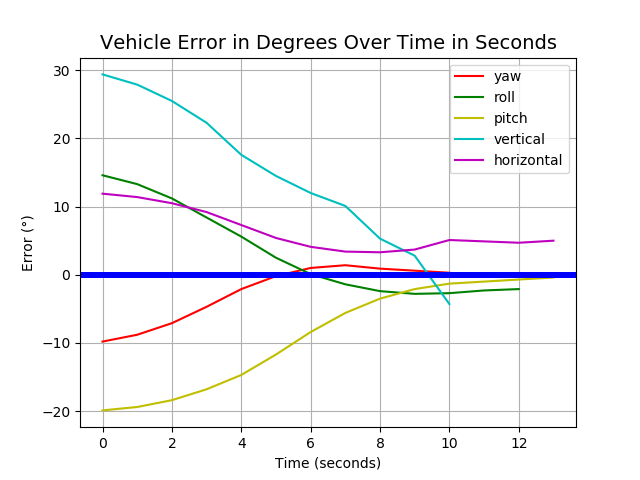 Vehicle Error in Degrees Over Time in Seconds
yaw
roll
pitch
vertical
horizontal
30
20
10
0
−10
−20
Error (°)
0 2 4 6 8 10 12
Time (seconds)